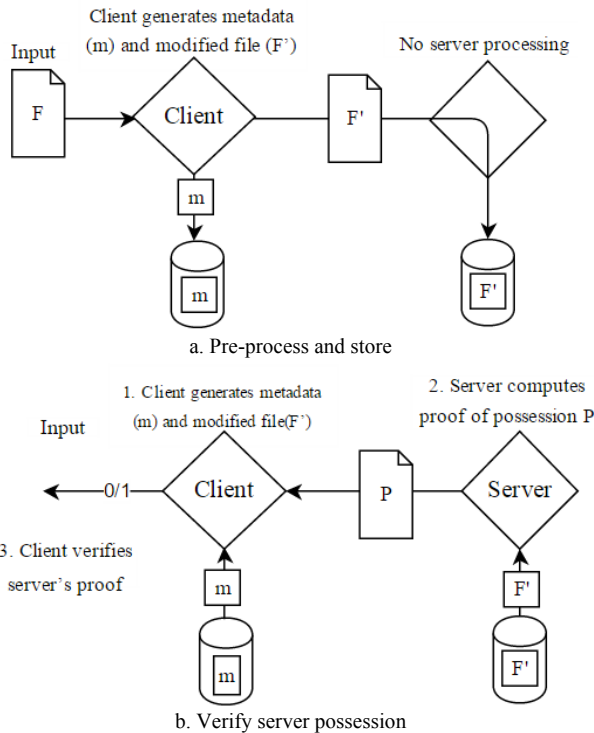 Client generates metadata
Input
(m) and modified file (F’)
No server processing
F
Client
F'
m
m
F'
a. Pre-process and store
1. Client generates metadata
(m) and modified file(F’)
2. Server computes
proof of possession P
Input
0/1
Client
P
Server
3. Client verifies
server’s proof
m
F'
m
F'
b. Verify server possession